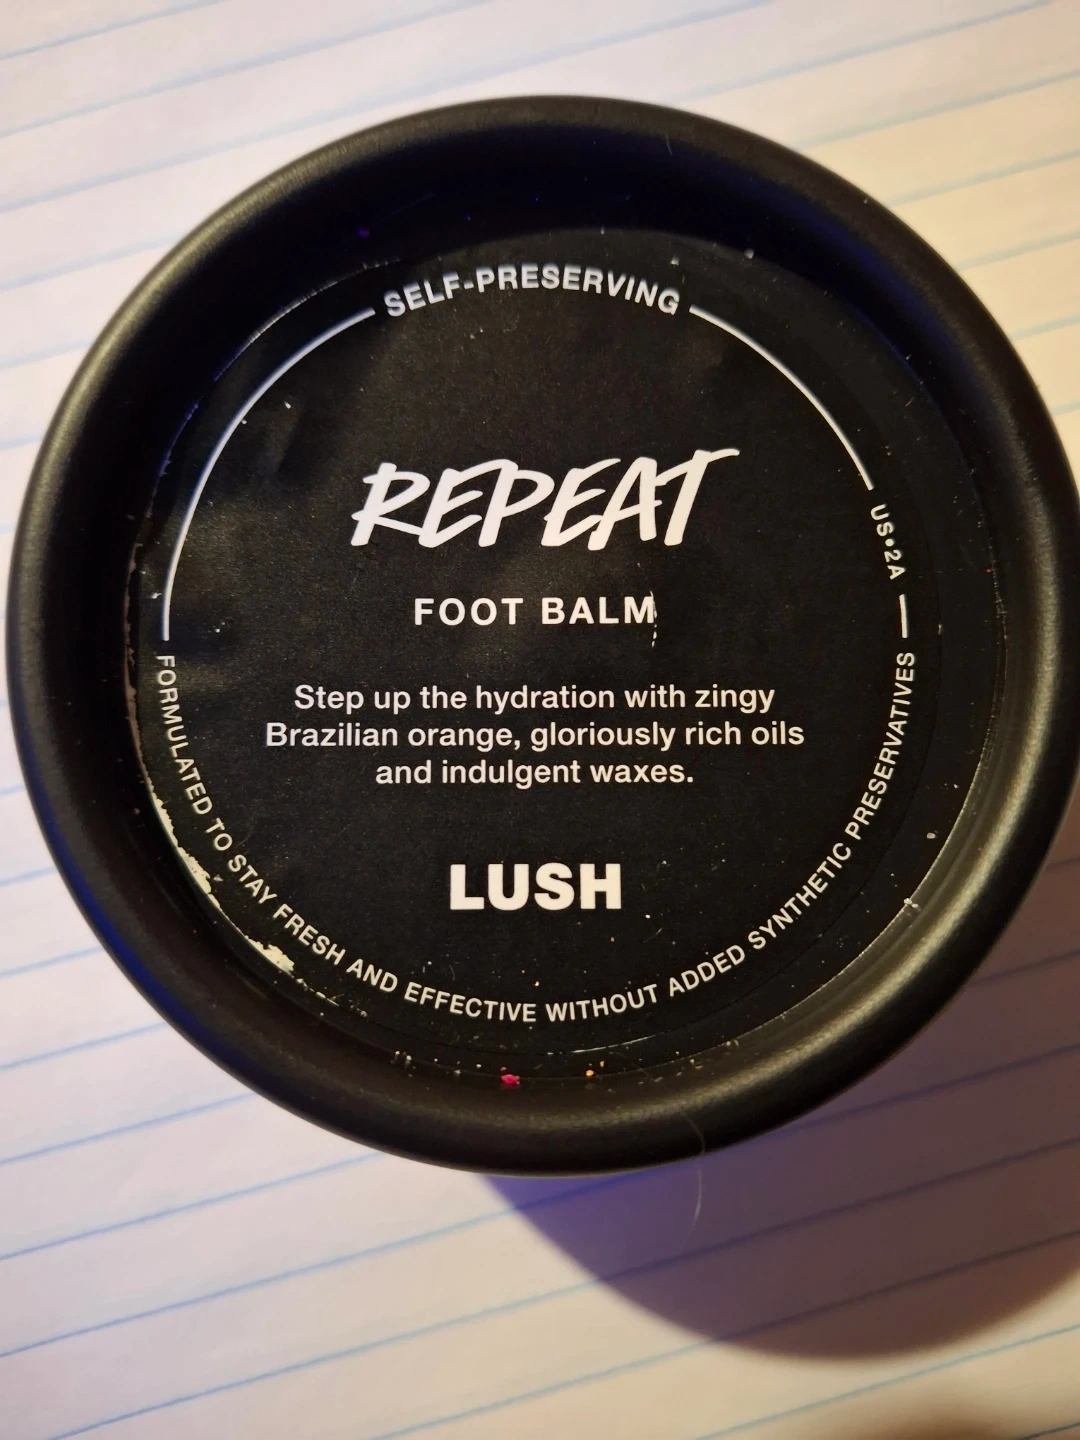 SELF-PRESERVING
US•2A
REPEAT
FOOT BALM
Step up the hydration with zingy
Brazilian orange, gloriously rich oils
and indulgent waxes.
LUSH
FORMULATED TO STAY FRESH AND EFFECTIVE WITHOUT ADDED SYNTHETIC PRESERVATIVES